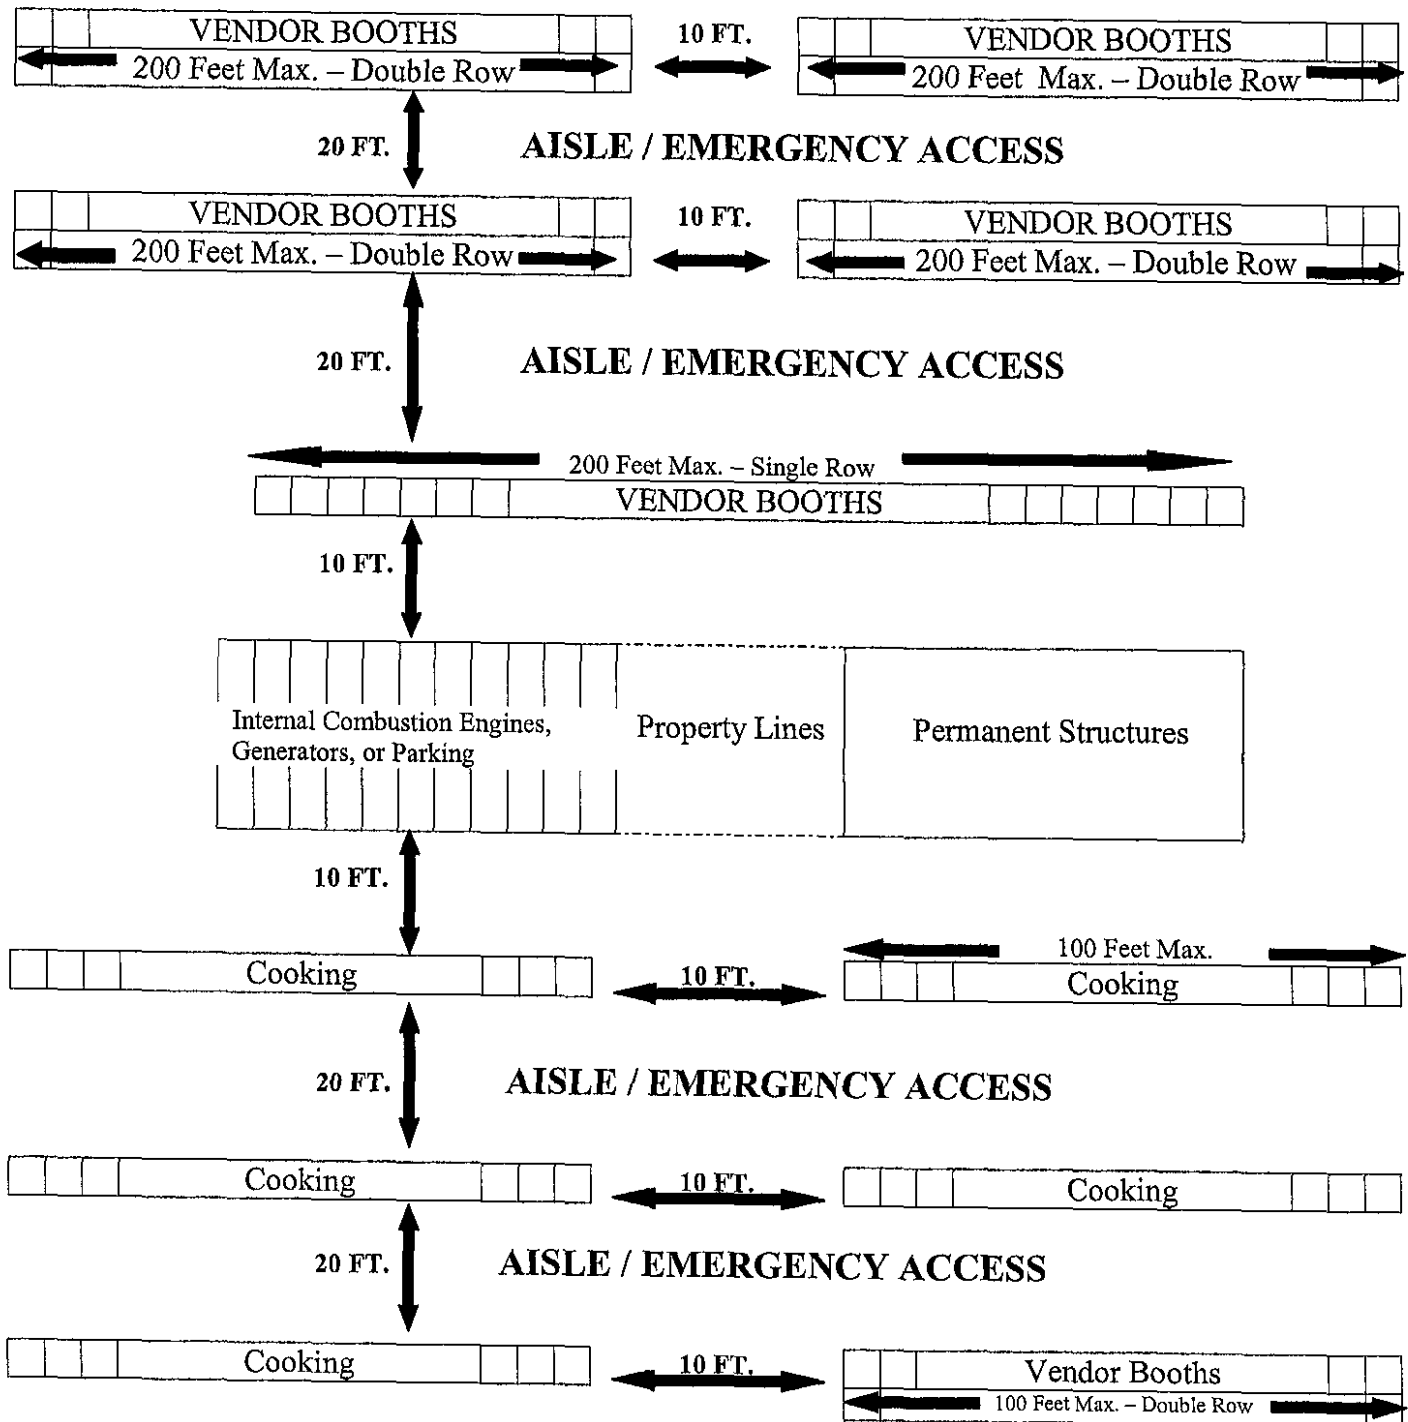 VENDOR BOOTHS
200 Feet Max. – Double Row
10 FT.
VENDOR BOOTHS
200 Feet Max. – Double Row
20 FT.
AISLE / EMERGENCY ACCESS
VENDOR BOOTHS
200 Feet Max. – Double Row
10 FT.
VENDOR BOOTHS
200 Feet Max. – Double Row
20 FT.
AISLE / EMERGENCY ACCESS
200 Feet Max. – Single Row
VENDOR BOOTHS
10 FT.
Internal Combustion Engines,
Generators, or Parking
Property Lines
Permanent Structures
10 FT.
Cooking
10 FT.
100 Feet Max.
Cooking
20 FT.
AISLE / EMERGENCY ACCESS
Cooking
10 FT.
Cooking
20 FT.
AISLE / EMERGENCY ACCESS
Cooking
10 FT.
Vendor Booths
100 Feet Max. – Double Row